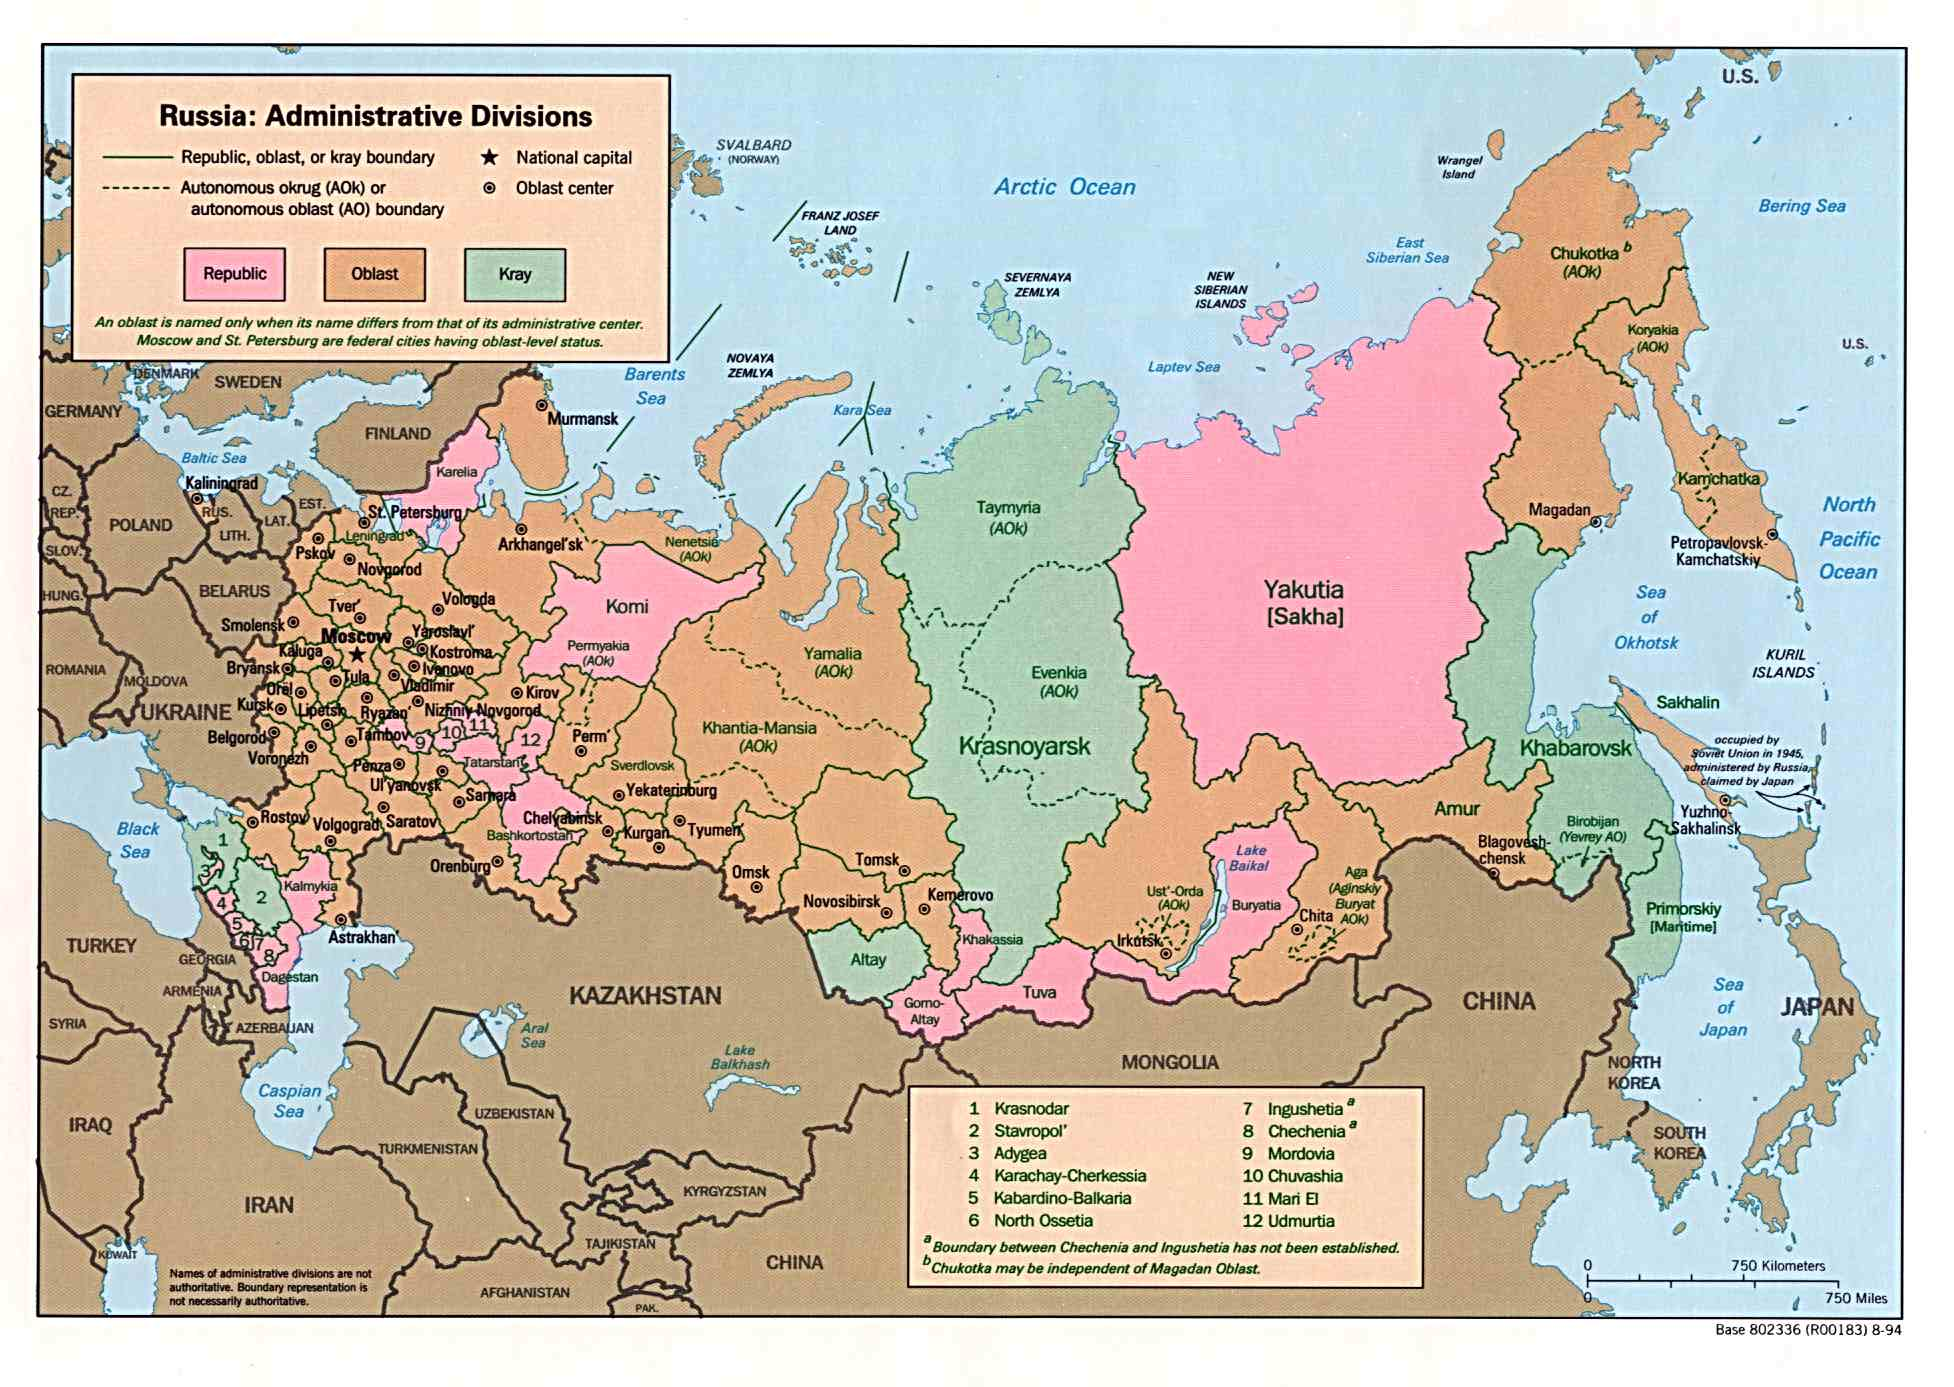 Russia: Administrative Divisions
Republic, oblast, or kray boundary
Autonomous okrug (AOk) or
autonomous oblast (AO) boundary
National capital
Oblast center
Republic
Oblast
Kray
An oblast is named only when its name differs from that of its administrative center.
Moscow and St. Petersburg are federal cities having oblast-level status.
SVALBARD
(NORWAY)
Arctic Ocean
U.S.
Wrangel
Island
Bering Sea
FRANZ JOSEF
LAND
East
Siberian Sea
Chukotka b
(AOk)
SEVERNAYA
ZEMLYA
NEW
SIBERIAN
ISLANDS
Koryakia
(AOk)
U.S.
NOVAYA
ZEMLYA
Barents
Sea
Laptev Sea
Kara Sea
DENMARK
SWEDEN
GERMANY
FINLAND
Murmansk
Baltic Sea
Karelia
Kaliningrad
CZ.
REP.
POLAND
RUS.
LITH.
LAT.
EST.
St. Petersburg
Leningrad
Pskov
Novgorod
Arkhangel'sk
Nenetsia
(AOk)
Taymyria
(AOk)
Magadan
Kamchatka
Petropavlovsk-
Kamchatskiy
North
Pacific
Ocean
SLOV.
HUNG.
BELARUS
Smolensk
Tver'
Vologda
Moscow
Yaroslavl'
Kostroma
Ivanovo
Vladimir
Kaluga
Bryansk
Tula
Orël
Kursk
Lipetsk
Ryazan'
Nizhniy Novgorod
Kirov
Komi
Permyakia
(AOk)
Yamalia
(AOk)
Evenkia
(AOk)
Yakutia
[Sakha]
Sea
of
Okhotsk
KURIL
ISLANDS
ROMANIA
MOLDOVA
UKRAINE
Belgorod
Voronezh
Tambov
Penza
9
10
11
12
Tatarstan
Perm'
Sverdlovsk
Khantia-Mansia
(AOk)
Krasnoyarsk
Khabarovsk
Sakhalin
occupied by
Soviet Union in 1945,
administered by Russia,
claimed by Japan
Yuzhno-
Sakhalinsk
Ul'yanovsk
Samara
Saratov
Rostov
Volgograd
Orenburg
Bashkortostan
Chelyabinsk
Yekaterinburg
Kurgan
Tyumen'
Omsk
Tomsk
Novosibirsk
Kemerovo
Amur
Birobijan
(Yevrey AO)
Blagovesh-
chensk
Black
Sea
1
3
2
4
5
6
7
8
Kalmykia
Astrakhan'
Dagestan
Lake
Baikal
Ust'-Orda
(AOk)
Buryatia
Aga
(Aginskiy
Buryat
AOk)
Chita
Irkutsk
Primorskiy
[Maritime]
Altay
Khakassia
Gorno-
Altay
Tuva
TURKEY
GEORGIA
ARMENIA
AZERBAIJAN
SYRIA
KAZAKHSTAN
Aral
Sea
Lake
Balkhash
MONGOLIA
CHINA
Sea
of
Japan
JAPAN
NORTH
KOREA
SOUTH
KOREA
Caspian
Sea
UZBEKISTAN
TURKMENISTAN
IRAQ
IRAN
KYRGYZSTAN
TAJIKISTAN
CHINA
KUWAIT
AFGHANISTAN
PAK.
1 Krasnodar
2 Stavropol'
3 Adygea
4 Karachay-Cherkessia
5 Kabardino-Balkaria
6 North Ossetia
7 Ingushetia a
8 Chechenia a
9 Mordovia
10 Chuvashia
11 Mari El
12 Udmurtia
a Boundary between Chechenia and Ingushetia has not been established.
b Chukotka may be independent of Magadan Oblast.
Names of administrative divisions are not
authoritative. Boundary representation is
not necessarily authoritative.
0 750 Kilometers
0 750 Miles
Base 802336 (R00183) 8-94